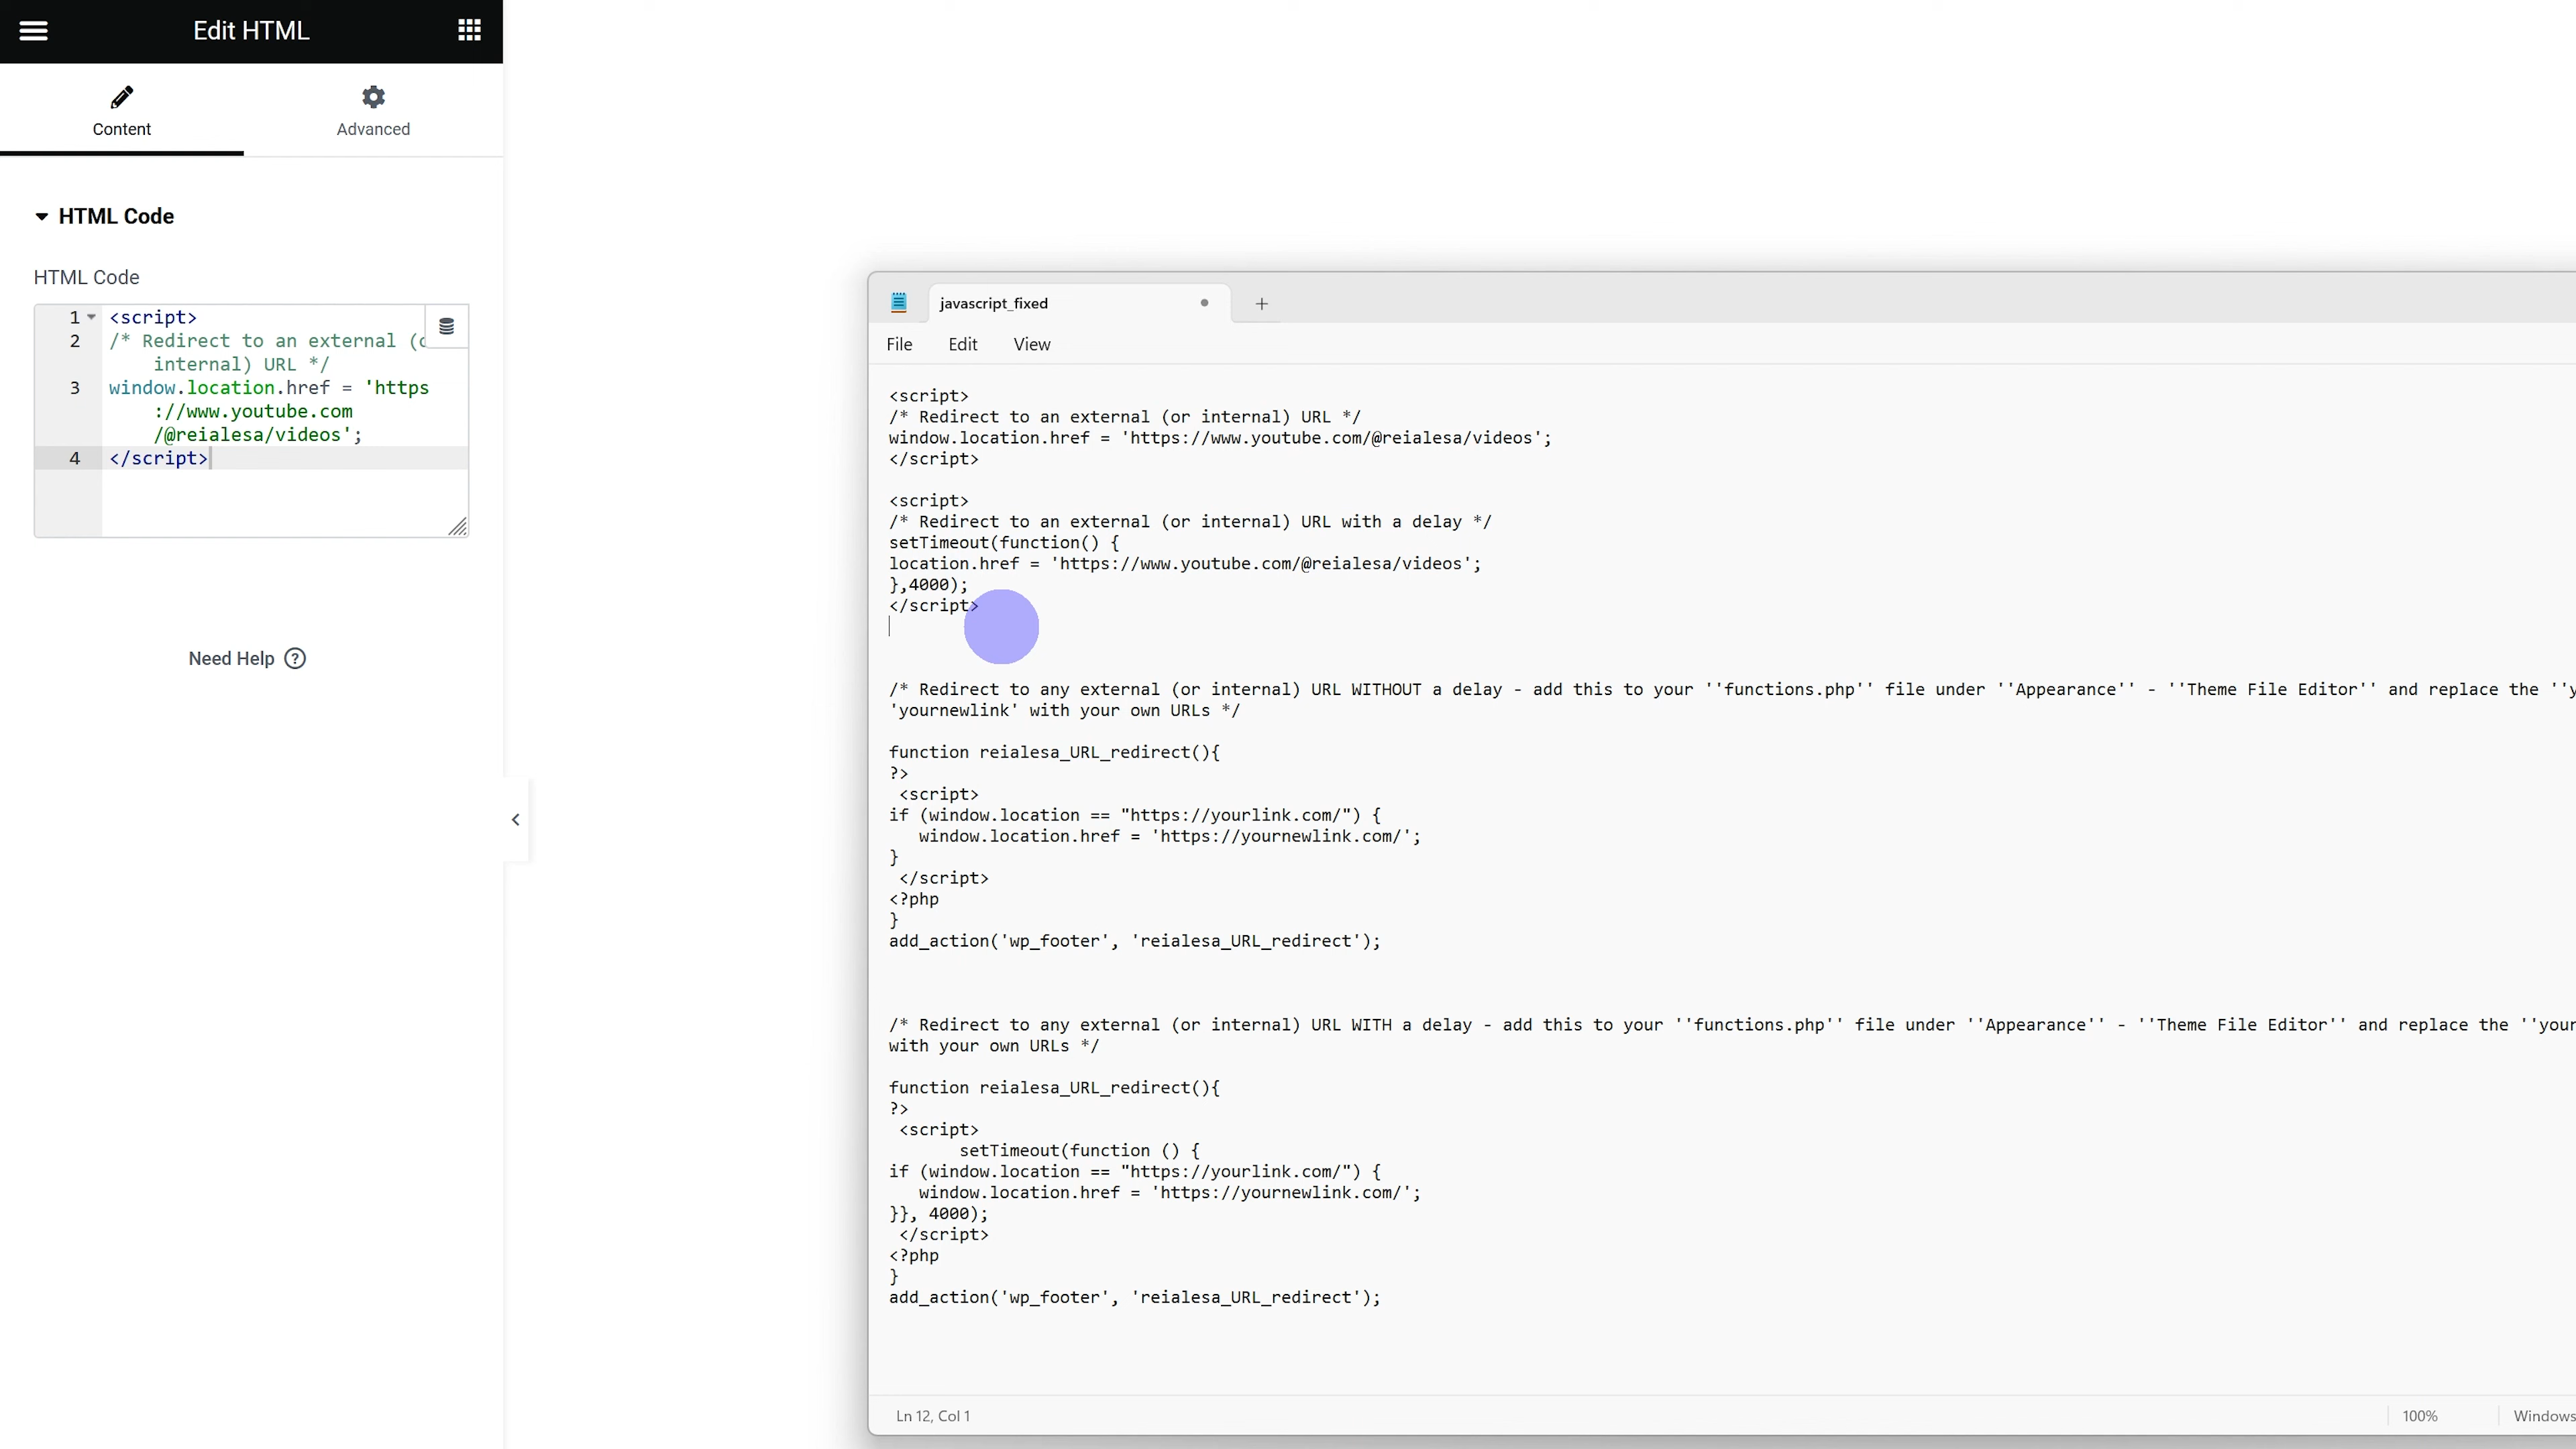 Edit HTML
Content
Advanced
HTML Code
HTML Code
1 <script>
2 /* Redirect to an external (
internal) URL */
3 window.location.href = 'https
://www.youtube.com
/@reialesa/videos';
4 </script>
Need Help ?
javascript_fixed
File Edit View
<script>
/* Redirect to an external (or internal) URL */
window.location.href = 'https://www.youtube.com/@reialesa/videos';
</script>
<script>
/* Redirect to an external (or internal) URL with a delay */
setTimeout(function() {
location.href = 'https://www.youtube.com/@reialesa/videos';
},4000);
</script>
/* Redirect to any external (or internal) URL WITHOUT a delay - add this to your ''functions.php'' file under ''Appearance'' - ''Theme File Editor'' and replace the ''y
'yournewlink' with your own URLs */
function reialesa_URL_redirect(){
?>
<script>
if (window.location == "https://yourlink.com/") {
window.location.href = 'https://yournewlink.com/';
}
</script>
<?php
}
add_action('wp_footer', 'reialesa_URL_redirect');
/* Redirect to any external (or internal) URL WITH a delay - add this to your ''functions.php'' file under ''Appearance'' - ''Theme File Editor'' and replace the ''your
with your own URLs */
function reialesa_URL_redirect(){
?>
<script>
setTimeout(function () {
if (window.location == "https://yourlink.com/") {
window.location.href = 'https://yournewlink.com/';
}}, 4000);
</script>
<?php
}
add_action('wp_footer', 'reialesa_URL_redirect');
Ln 12, Col 1
100%
Windows